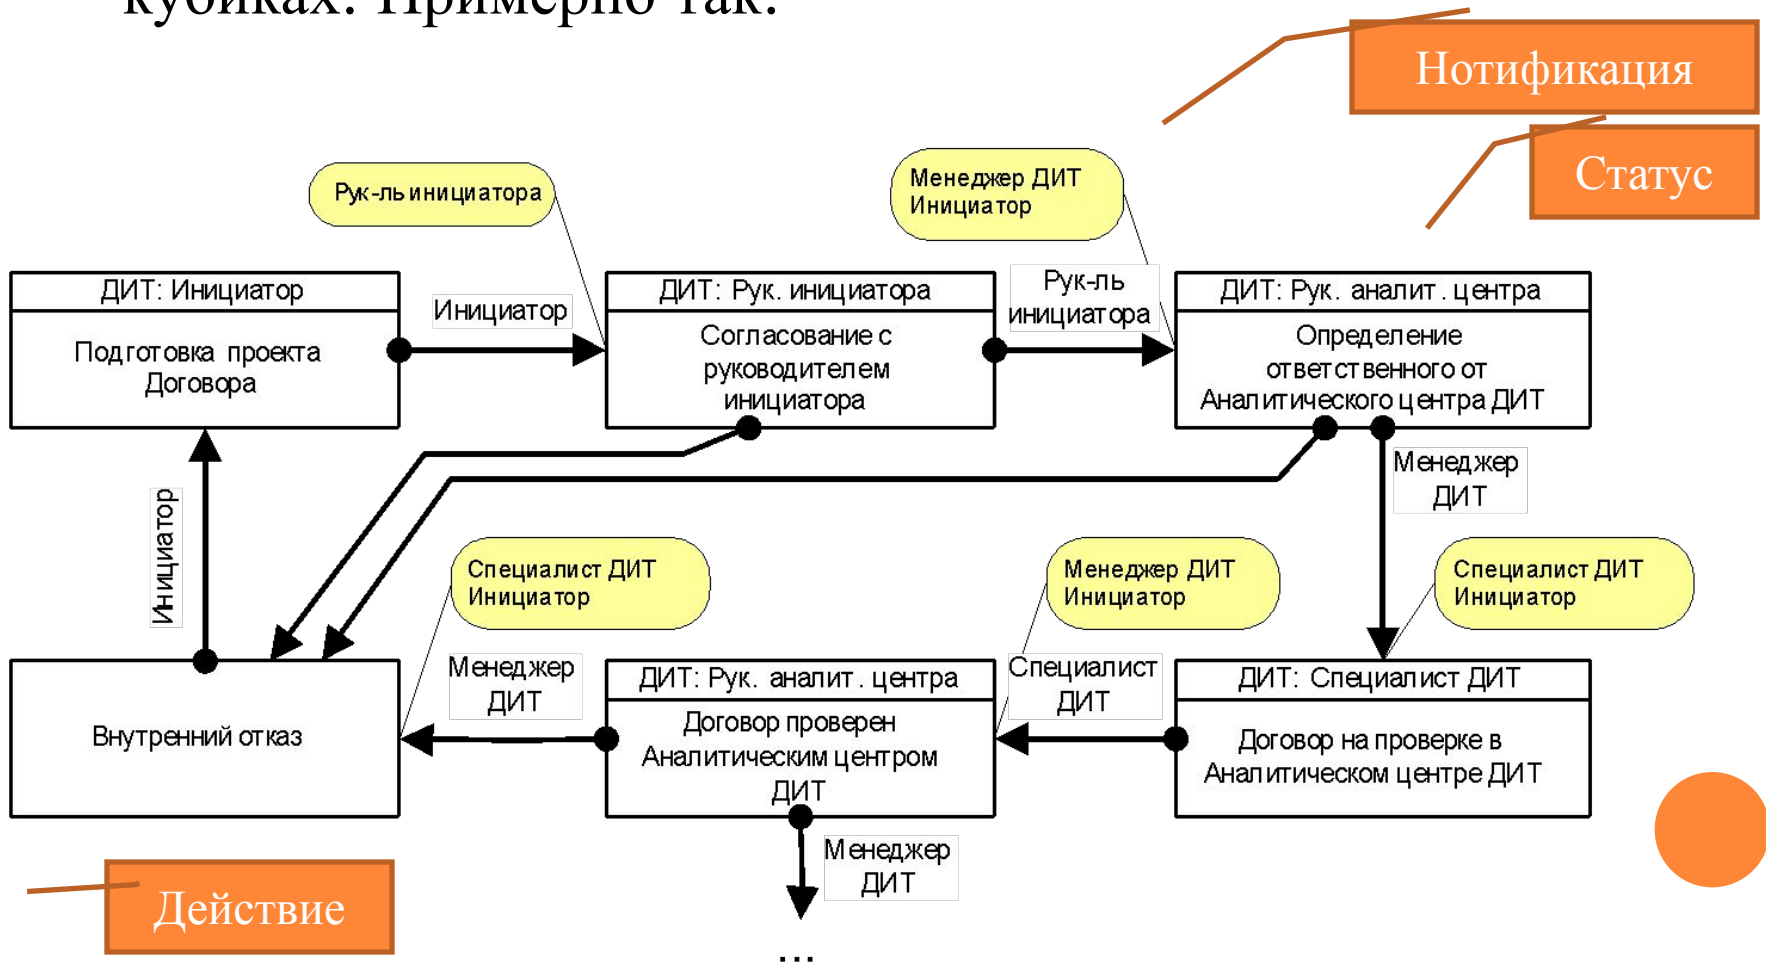 кубиках. Примерно так:
Нотификация
Статус
Рук-ль инициатора
Менеджер ДИТ
Инициатор
ДИТ: Инициатор
Подготовка проекта
Договора
Инициатор
ДИТ: Рук. инициатора
Согласование с
руководителем
инициатора
Рук-ль
инициатора
ДИТ: Рук. аналит. центра
Определение
ответственного от
Аналитического центра ДИТ
Менеджер
ДИТ
Инициатор
Специалист ДИТ
Инициатор
Менеджер ДИТ
Инициатор
Специалист ДИТ
Инициатор
Внутренний отказ
Менеджер
ДИТ
ДИТ: Рук. аналит. центра
Договор проверен
Аналитическим центром
ДИТ
Специалист
ДИТ
ДИТ: Специалист ДИТ
Договор на проверке в
Аналитическом центре ДИТ
Менеджер
ДИТ
Действие
...